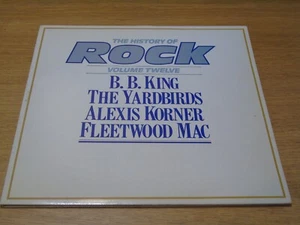 THE HISTORY OF
ROCK
VOLUME TWELVE
B. B. KING
THE YARDBIRDS
ALEXIS KORNER
FLEETWOOD MAC